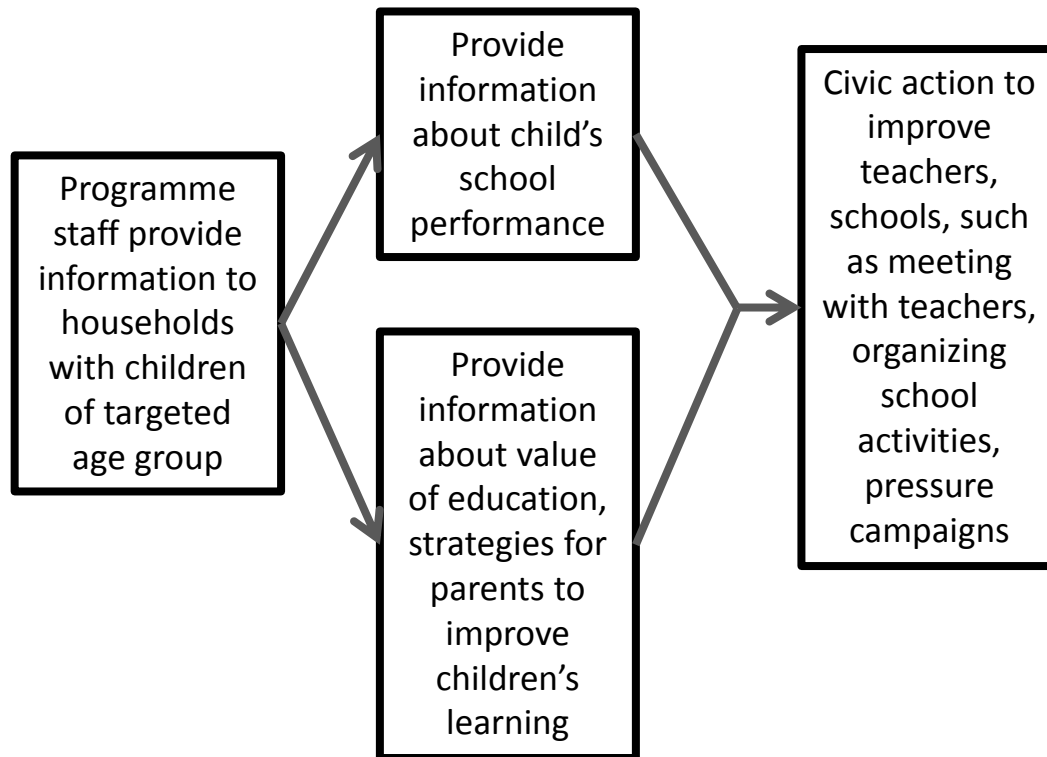 Programme
staff provide
information to
households
with children
of targeted
age group
Provide
information
about child’s
school
performance
Provide
information
about value
of education,
strategies for
parents to
improve
children’s
learning
Civic action to
improve
teachers,
schools, such
as meeting
with teachers,
organizing
school
activities,
pressure
campaigns